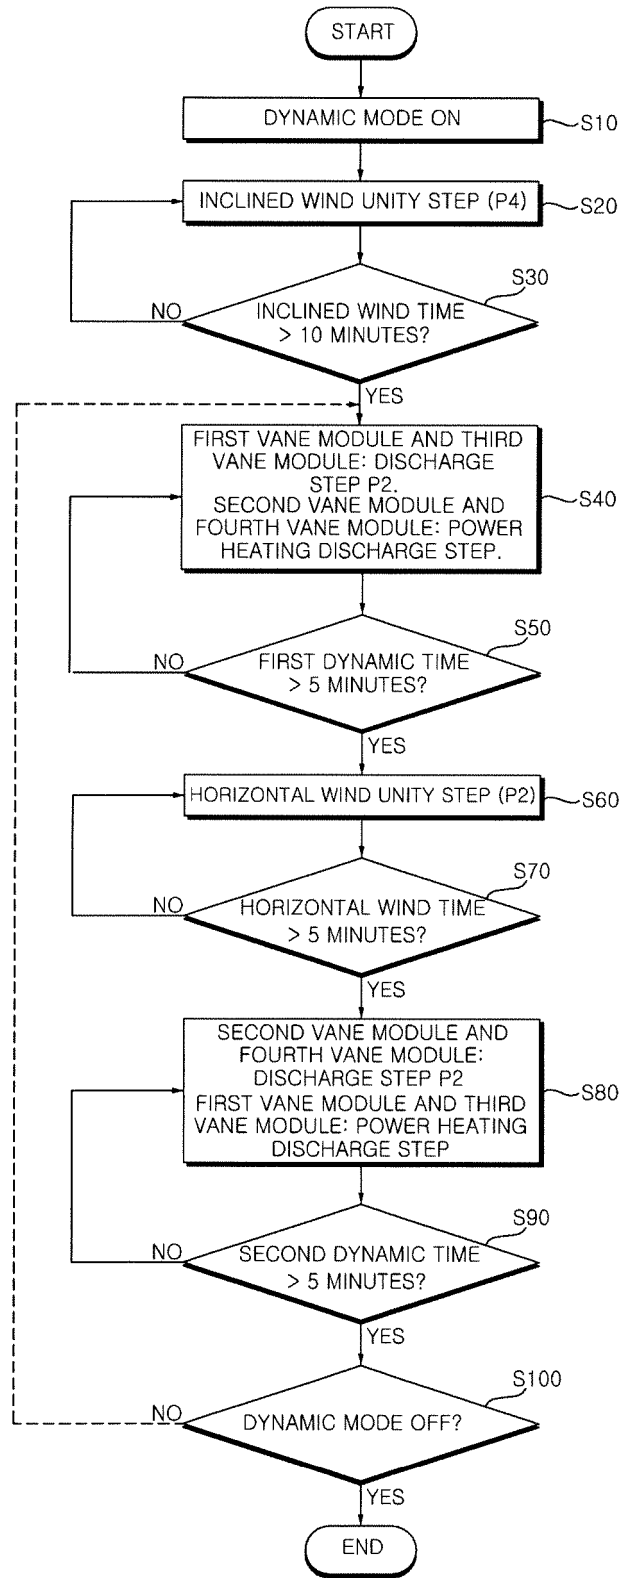 START
DYNAMIC MODE ON
S10
INCLINED WIND UNITY STEP (P4)
S20
S30
INCLINED WIND TIME
> 10 MINUTES?
NO
YES
FIRST VANE MODULE AND THIRD
VANE MODULE: DISCHARGE
STEP P2.
SECOND VANE MODULE AND
FOURTH VANE MODULE: POWER
HEATING DISCHARGE STEP.
S40
S50
FIRST DYNAMIC TIME
> 5 MINUTES?
NO
YES
HORIZONTAL WIND UNITY STEP (P2)
S60
S70
HORIZONTAL WIND TIME
> 5 MINUTES?
NO
YES
SECOND VANE MODULE AND
FOURTH VANE MODULE:
DISCHARGE STEP P2
FIRST VANE MODULE AND THIRD
VANE MODULE: POWER HEATING
DISCHARGE STEP
S80
S90
SECOND DYNAMIC TIME
> 5 MINUTES?
NO
YES
S100
DYNAMIC MODE OFF?
NO
YES
END